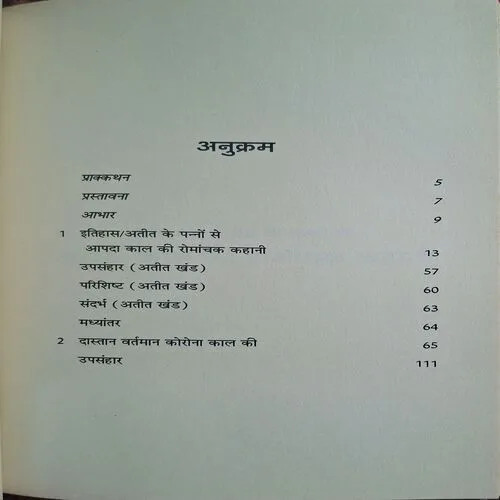 अनुक्रम
प्राक्कथन 5
प्रस्तावना 7
आभार 9
1 इतिहास/अतीत के पन्नों से
आपदा काल की रोमांचक कहानी 13
उपसंहार (अतीत खंड) 57
परिशिष्ट (अतीत खंड) 60
संदर्भ (अतीत खंड) 63
मध्यांतर 64
2 दास्तान वर्तमान कोरोना काल की 65
उपसंहार 111